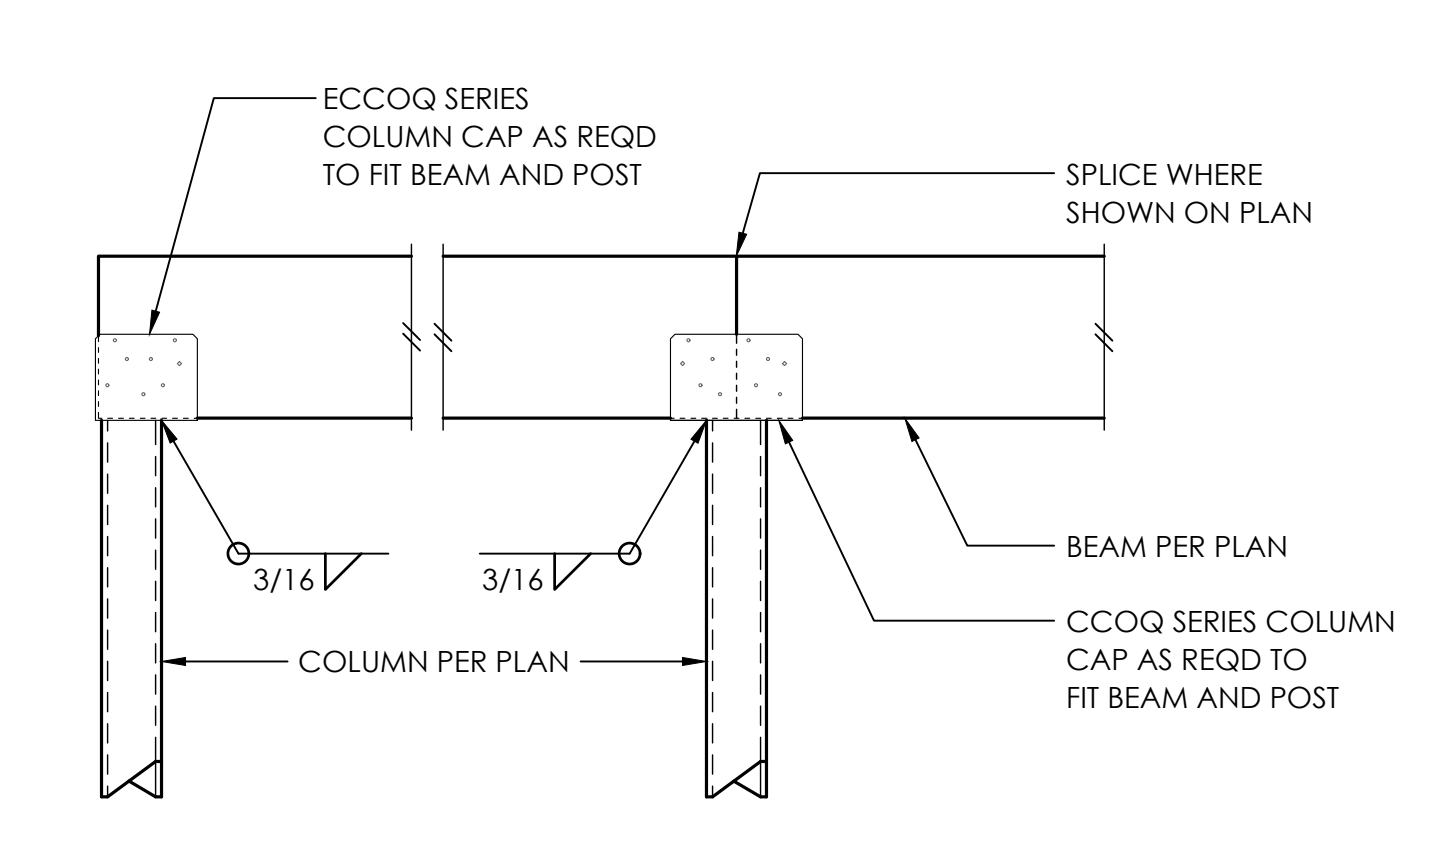 ECCOQ SERIES
COLUMN CAP AS REQD
TO FIT BEAM AND POST
SPLICE WHERE
SHOWN ON PLAN
3/16
3/16
BEAM PER PLAN
CCOQ SERIES COLUMN
CAP AS REQD TO
FIT BEAM AND POST
COLUMN PER PLAN